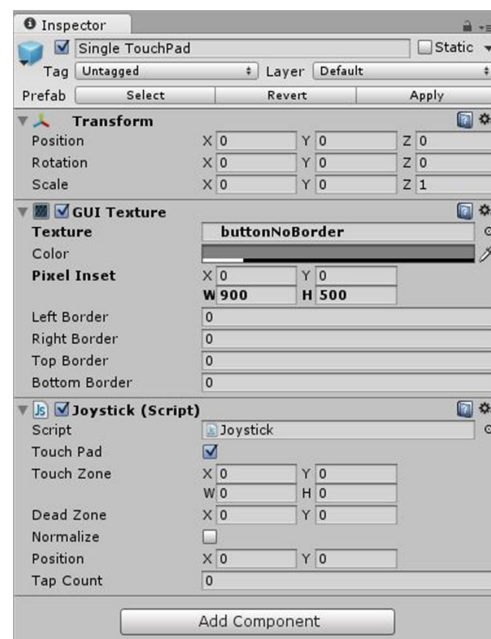 Inspector
Single TouchPad Static
Tag Untagged Layer Default
Prefab Select Revert Apply
Transform
Position X 0 Y 0 Z 0
Rotation X 0 Y 0 Z 0
Scale X 0 Y 0 Z 1
GUI Texture
Texture buttonNoBorder
Color
Pixel Inset X 0 Y 0
W 900 H 500
Left Border 0
Right Border 0
Top Border 0
Bottom Border 0
Js Joystick (Script)
Script Joystick
Touch Pad
Touch Zone X 0 Y 0
W 0 H 0
Dead Zone X 0 Y 0
Normalize
Position X 0 Y 0
Tap Count 0
Add Component